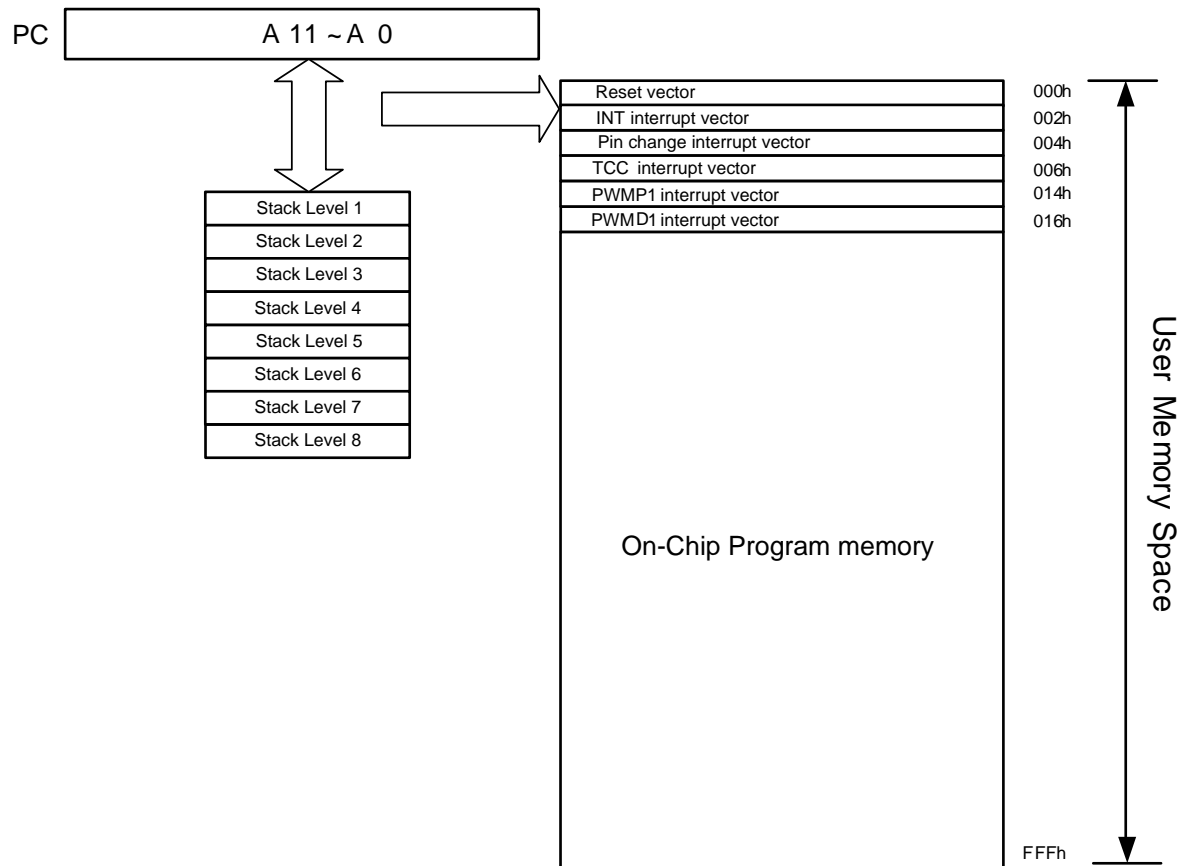 PC
A 11 ~ A 0
Reset vector 000h
INT interrupt vector 002h
Pin change interrupt vector 004h
TCC interrupt vector 006h
PWMP1 interrupt vector 014h
PWMD1 interrupt vector 016h
Stack Level 1
Stack Level 2
Stack Level 3
Stack Level 4
Stack Level 5
Stack Level 6
Stack Level 7
Stack Level 8
On-Chip Program memory
User Memory Space
FFFh